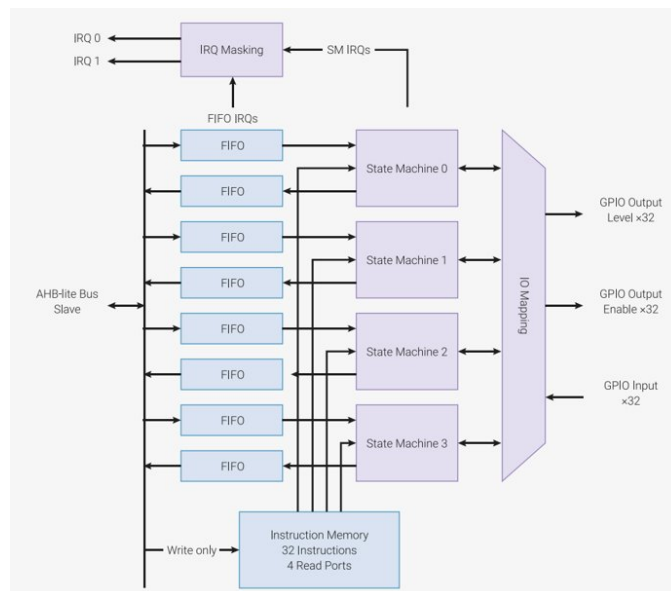 IRQ 0
IRQ 1
IRQ Masking
SM IRQs
FIFO IRQs
FIFO
FIFO
State Machine 0
FIFO
FIFO
State Machine 1
FIFO
FIFO
State Machine 2
FIFO
FIFO
State Machine 3
AHB-lite Bus
Slave
IO Mapping
GPIO Output
Level ×32
GPIO Output
Enable ×32
GPIO Input
×32
Write only
Instruction Memory
32 Instructions
4 Read Ports